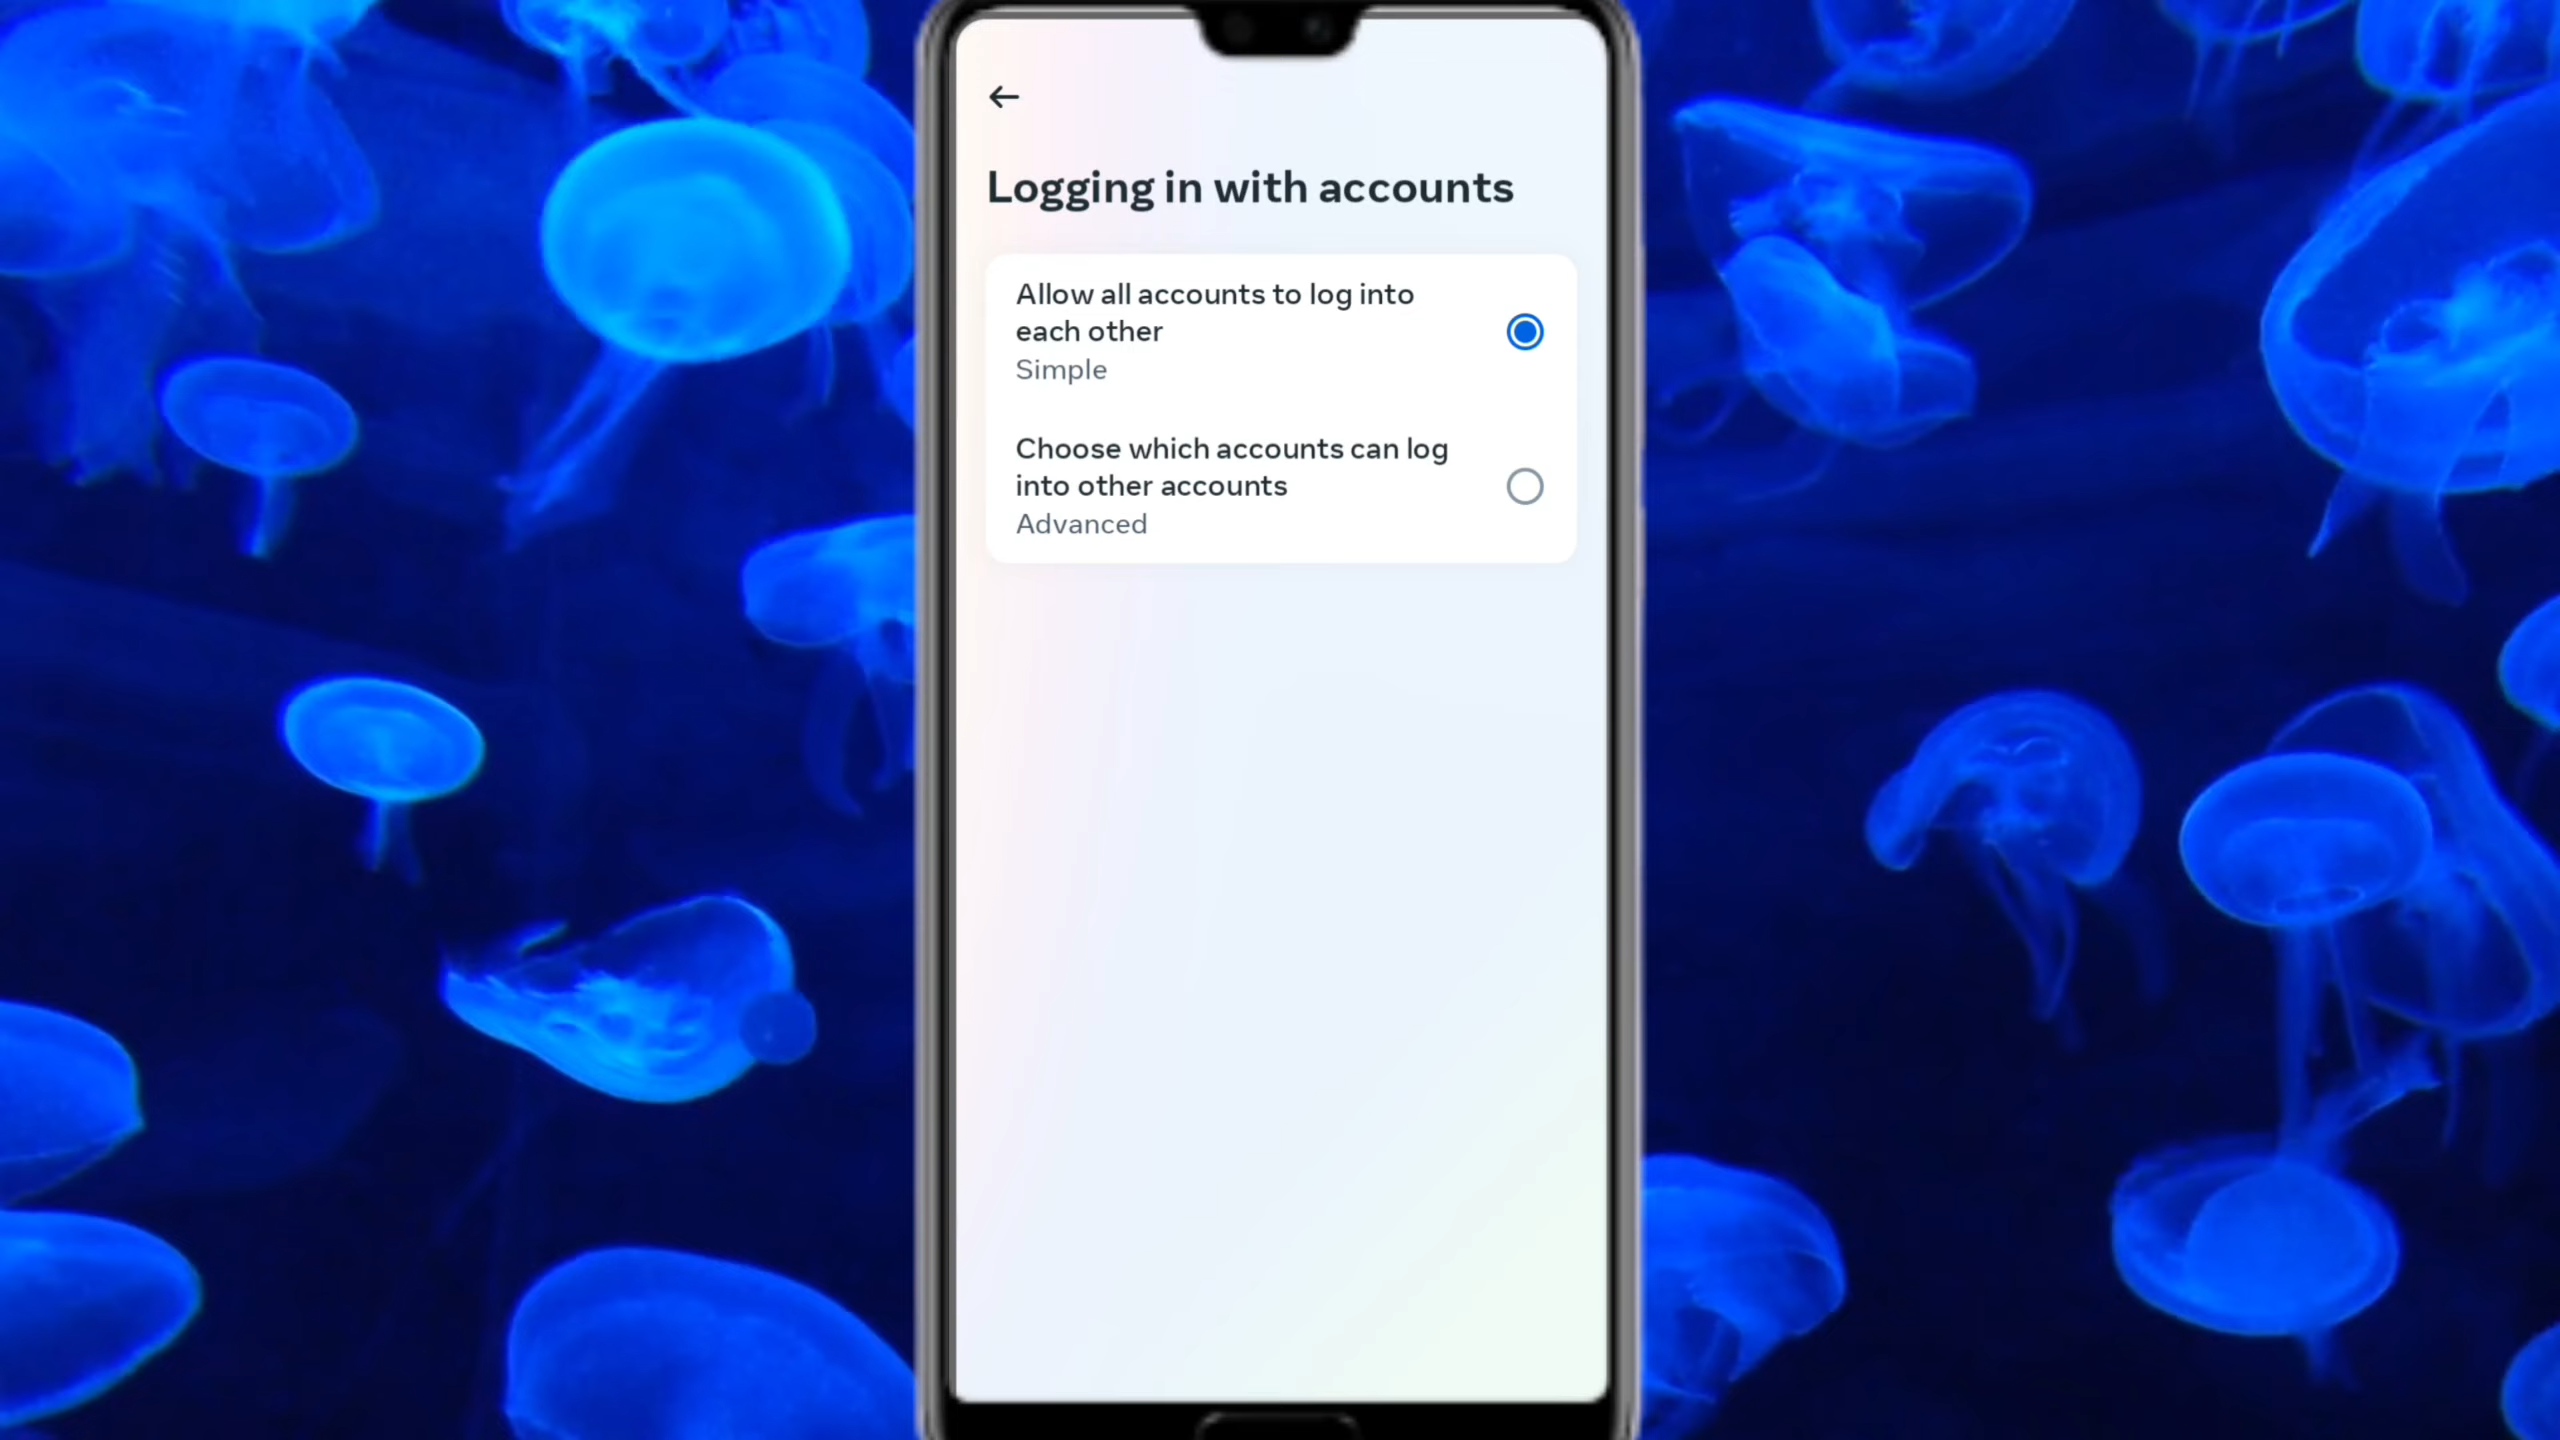 Logging in with accounts
Allow all accounts to log into
each other
Simple
Choose which accounts can log
into other accounts
Advanced